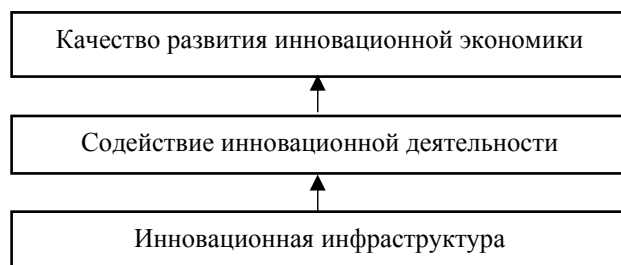 Качество развития инновационной экономики
Содействие инновационной деятельности
Инновационная инфраструктура